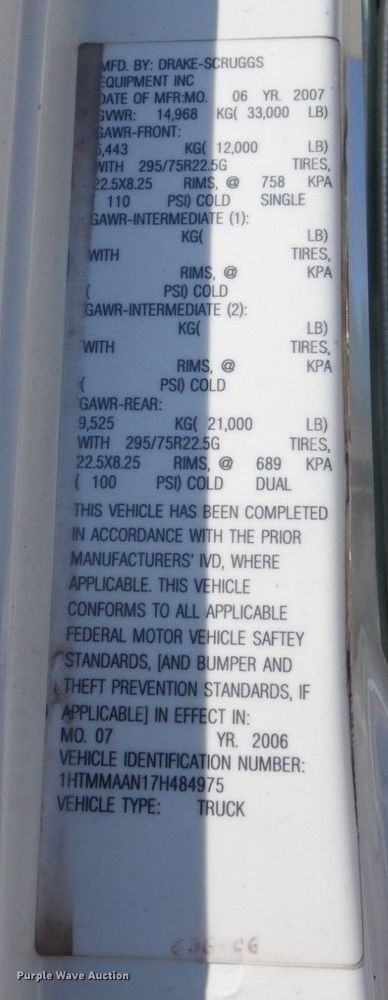 MFD. BY: DRAKE-SCRUGGS
EQUIPMENT INC
DATE OF MFR:MO. 06 YR. 2007
GVWR: 14,968 KG( 33,000 LB)
GAWR-FRONT:
5,443 KG( 12,000 LB)
WITH 295/75R22.5G TIRES,
22.5X8.25 RIMS, @ 758 KPA
( 110 PSI) COLD SINGLE
GAWR-INTERMEDIATE (1):
KG( LB)
WITH TIRES,
RIMS, @ KPA
( PSI) COLD
GAWR-INTERMEDIATE (2):
KG( LB)
WITH TIRES,
RIMS, @ KPA
( PSI) COLD
GAWR-REAR:
9,525 KG( 21,000 LB)
WITH 295/75R22.5G TIRES,
22.5X8.25 RIMS, @ 689 KPA
( 100 PSI) COLD DUAL
THIS VEHICLE HAS BEEN COMPLETED
IN ACCORDANCE WITH THE PRIOR
MANUFACTURERS' IVD, WHERE
APPLICABLE. THIS VEHICLE
CONFORMS TO ALL APPLICABLE
FEDERAL MOTOR VEHICLE SAFTEY
STANDARDS, [AND BUMPER AND
THEFT PREVENTION STANDARDS, IF
APPLICABLE] IN EFFECT IN:
MO. 07 YR. 2006
VEHICLE IDENTIFICATION NUMBER:
1HTMMAAN17H484975
VEHICLE TYPE: TRUCK
Purple Wave Auction